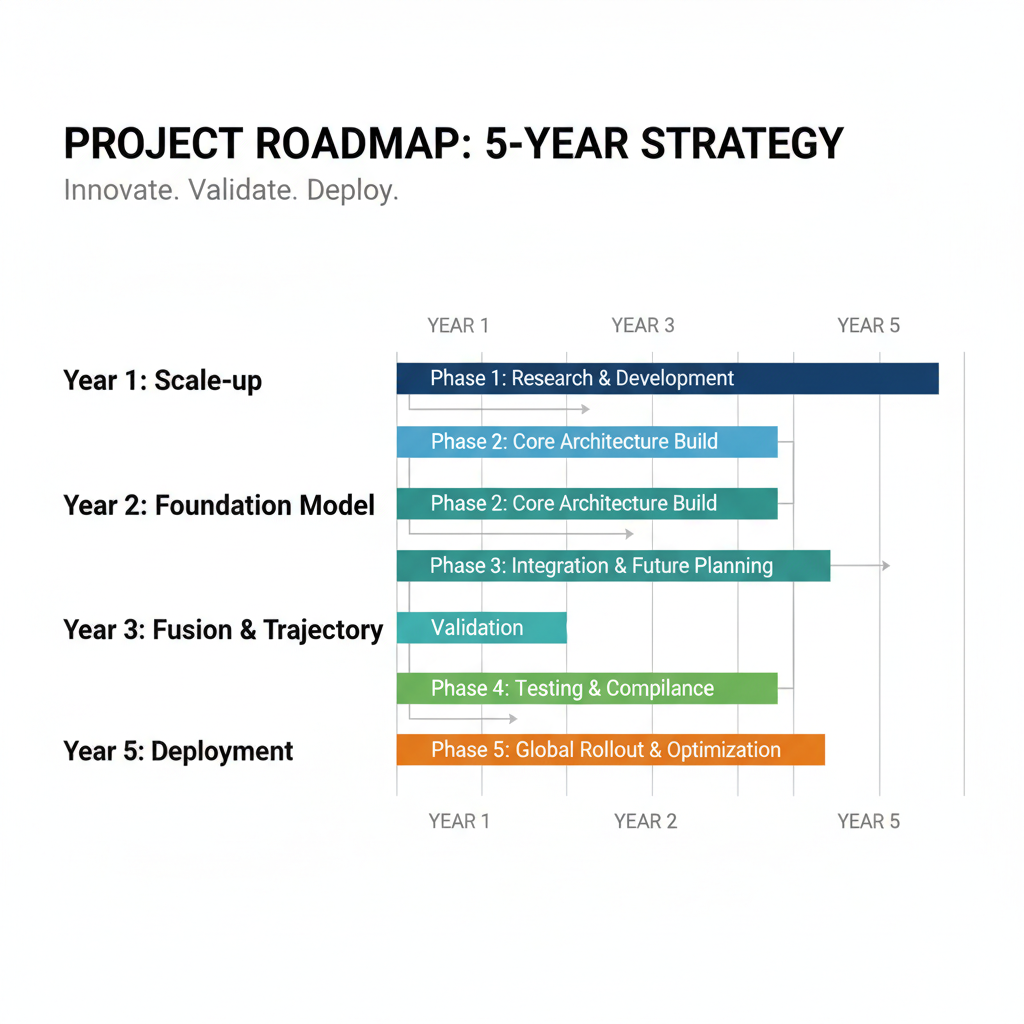 PROJECT ROADMAP: 5-YEAR STRATEGY
Innovate. Validate. Deploy.
YEAR 1 YEAR 3 YEAR 5
Year 1: Scale-up
Phase 1: Research & Development
Phase 2: Core Architecture Build
Year 2: Foundation Model
Phase 2: Core Architecture Build
Phase 3: Integration & Future Planning
Year 3: Fusion & Trajectory
Validation
Phase 4: Testing & Compilance
Year 5: Deployment
Phase 5: Global Rollout & Optimization
YEAR 1 YEAR 2 YEAR 5